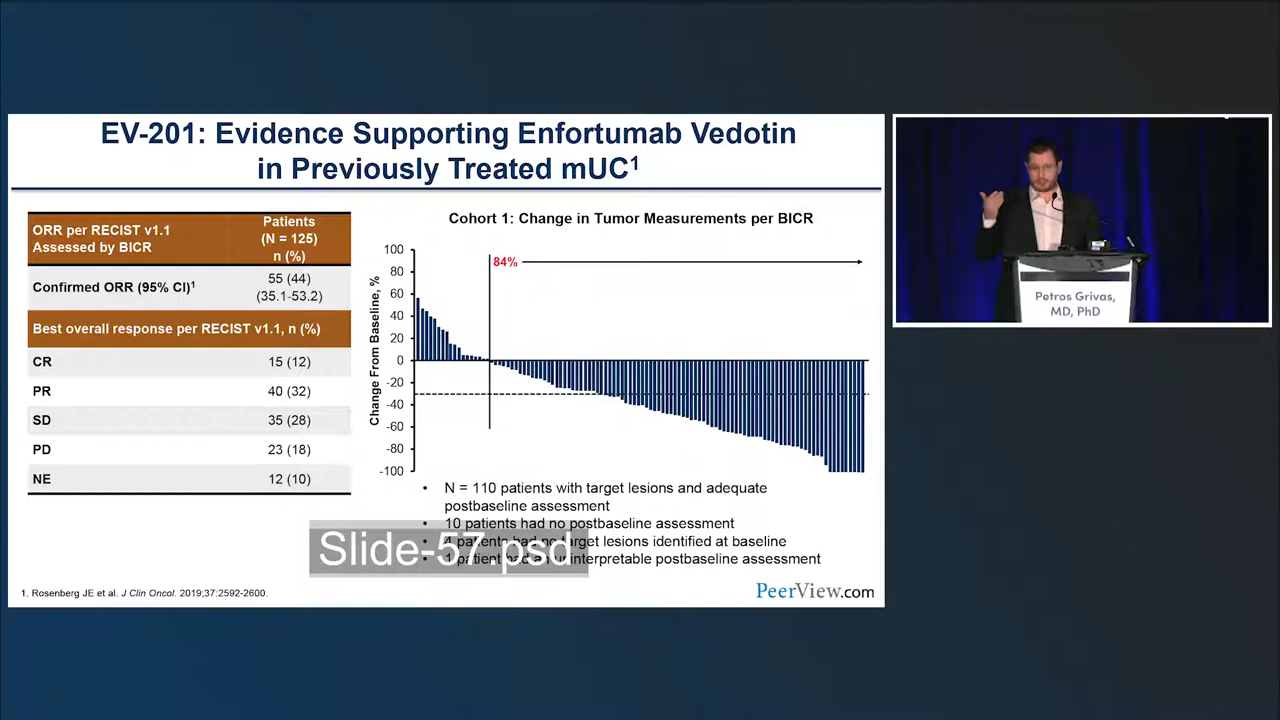 EV-201: Evidence Supporting Enfortumab Vedotin
in Previously Treated mUC1
ORR per RECIST v1.1
Assessed by BICR
Patients
(N = 125)
n (%)
Confirmed ORR (95% CI)1
55 (44)
(35.1-53.2)
Best overall response per RECIST v1.1, n (%)
CR
15 (12)
PR
40 (32)
SD
35 (28)
PD
23 (18)
NE
12 (10)
Cohort 1: Change in Tumor Measurements per BICR
Change From Baseline, %
100
80
60
40
20
0
-20
-40
-60
-80
-100
84%
• N = 110 patients with target lesions and adequate
postbaseline assessment
• 10 patients had no postbaseline assessment
• patients had no target lesions identified at baseline
• 1 patient had an uninterpretable postbaseline assessment
Slide-57.psd
1. Rosenberg JE et al. J Clin Oncol. 2019;37:2592-2600.
PeerView.com
Petros Grivas,
MD, PhD